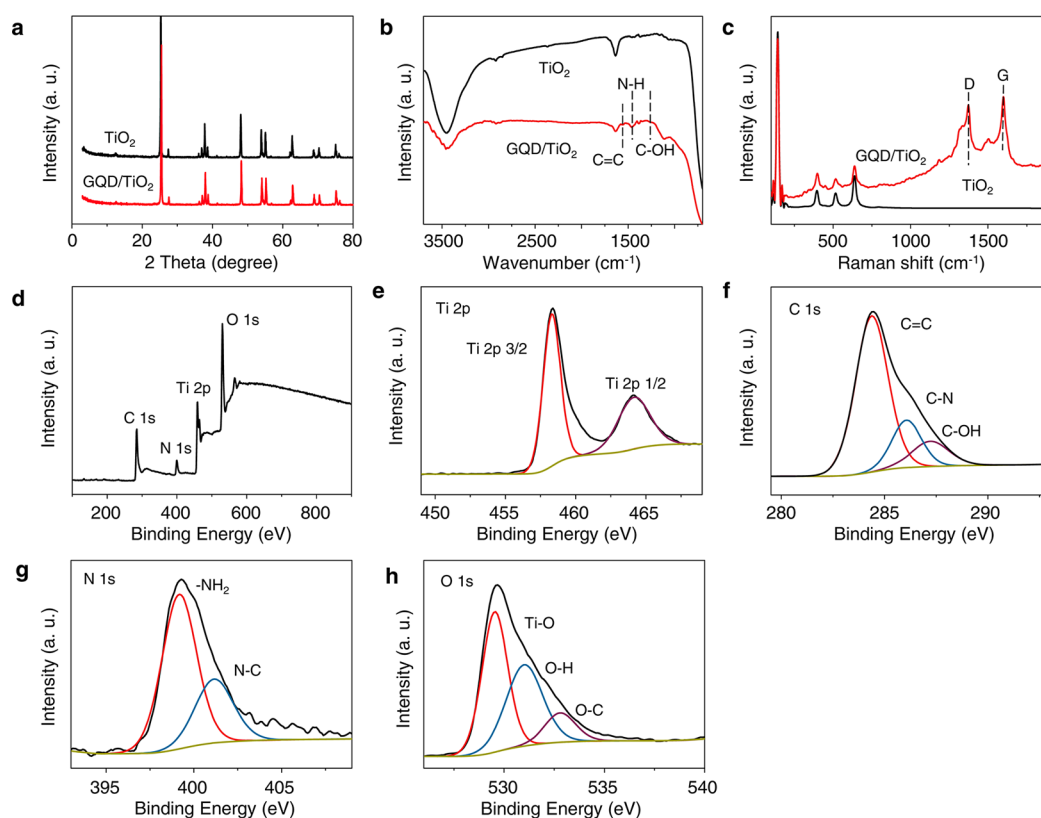 a
Intensity (a. u.)
TiO₂
GQD/TiO₂
0 20 40 60 80
2 Theta (degree)
b
Intensity (a. u.)
TiO₂
N-H
GQD/TiO₂
C=C
C-OH
3500 2500 1500 500
Wavenumber (cm⁻¹)
c
Intensity (a. u.)
D
G
GQD/TiO₂
TiO₂
500 1000 1500
Raman shift (cm⁻¹)
d
Intensity (a. u.)
O 1s
Ti 2p
C 1s
N 1s
200 400 600 800
Binding Energy (eV)
e
Intensity (a. u.)
Ti 2p
Ti 2p 3/2
Ti 2p 1/2
450 455 460 465
Binding Energy (eV)
f
Intensity (a. u.)
C 1s
C=C
C-N
C-OH
280 285 290
Binding Energy (eV)
g
Intensity (a. u.)
N 1s
-NH₂
N-C
395 400 405
Binding Energy (eV)
h
Intensity (a. u.)
O 1s
Ti-O
O-H
O-C
530 535 540
Binding Energy (eV)